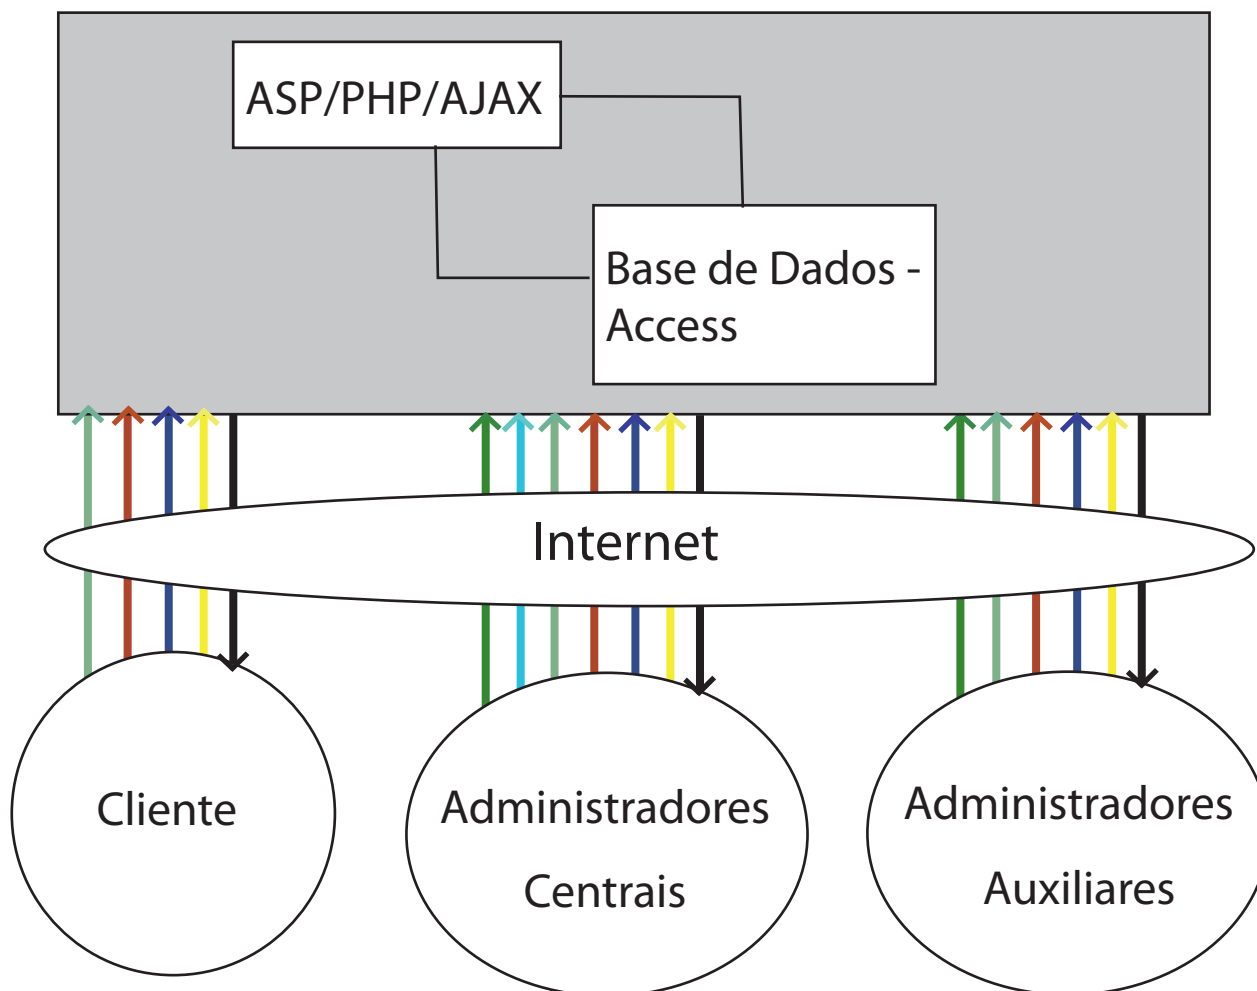 ASP/PHP/AJAX
Base de Dados -
Access
Internet
Cliente
Administradores
Centrais
Administradores
Auxiliares